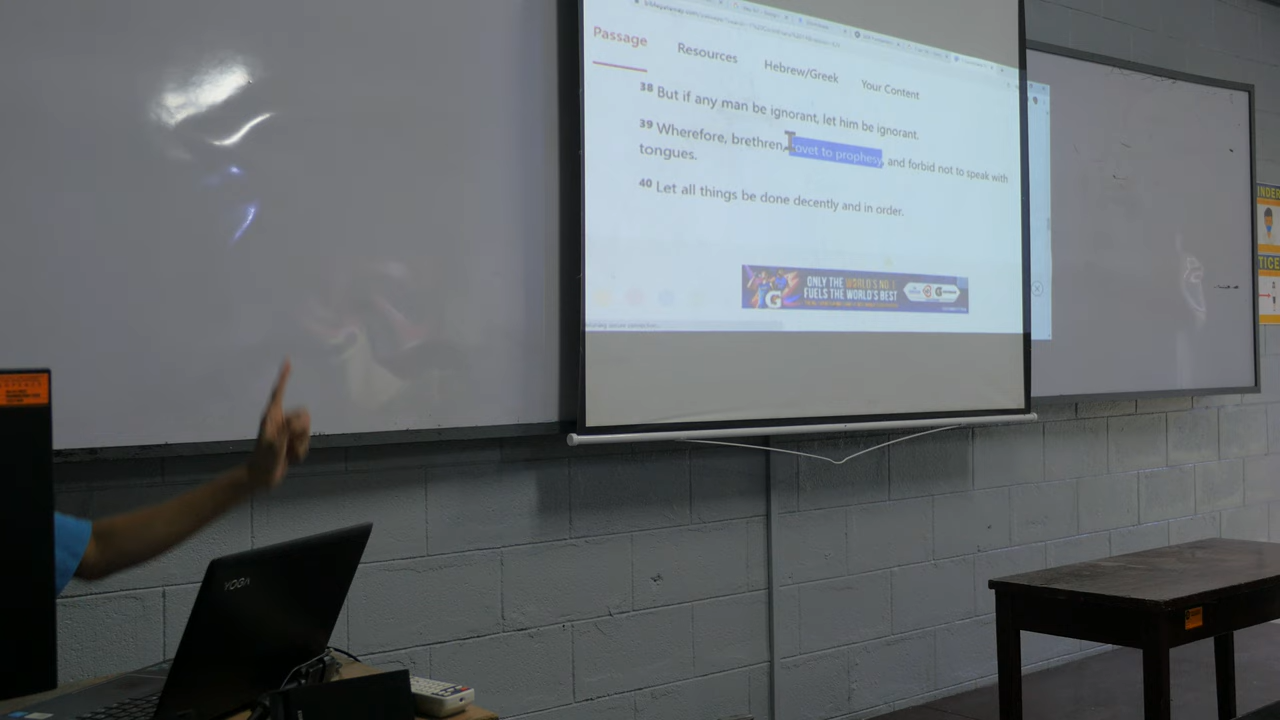 Passage
Resources
Hebrew/Greek
Your Content
38 But if any man be ignorant, let him be ignorant.
39 Wherefore, brethren, covet to prophesy, and forbid not to speak with
tongues.
40 Let all things be done decently and in order.
ONLY THE WORLD'S NO.1
FUELS THE WORLD'S BEST
G
YOGA